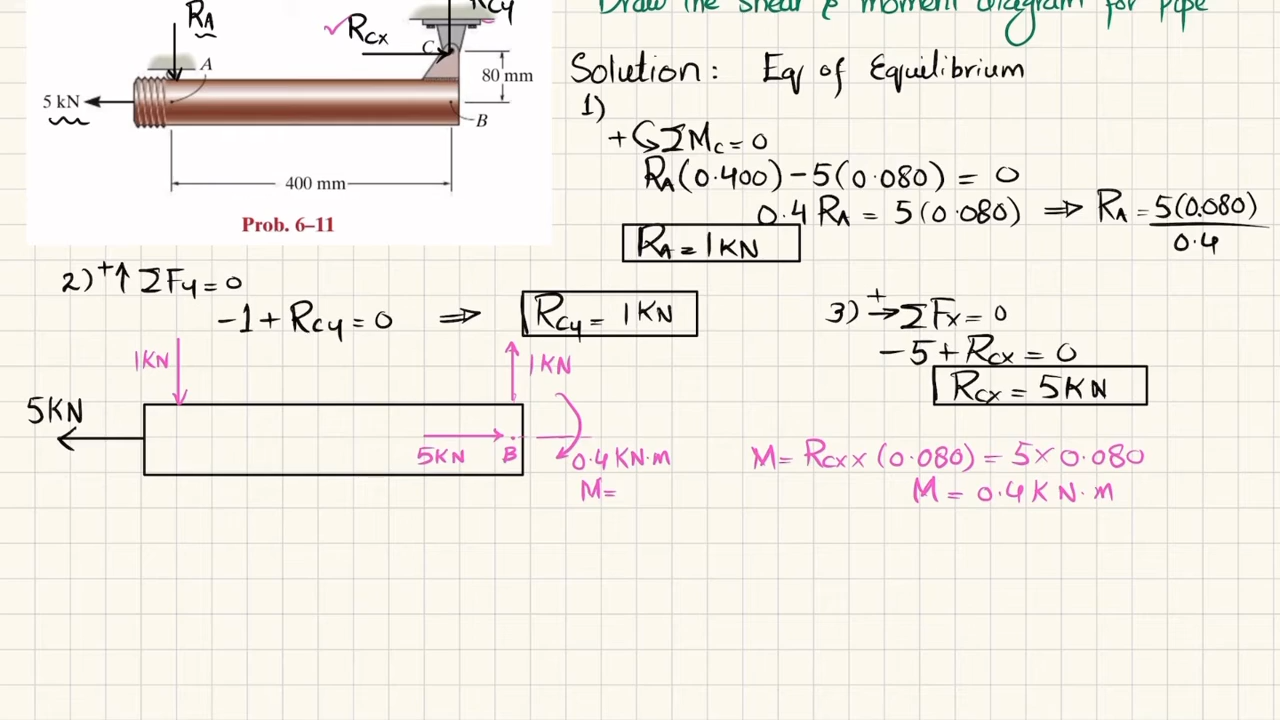 Draw the shear & moment diagram for pipe
RA
✓RCX
RCY
C
A
80 mm
5 kN
B
400 mm
Prob. 6–11
Solution: Eq of Equilibrium
1)
+↺ΣMc = 0
RA(0.400) - 5(0.080) = 0
0.4 RA = 5(0.080) ⇒ RA = 5(0.080)/0.4
RA = 1KN
2) +↑ ΣFy = 0
-1 + RCy = 0 ⇒ RCy = 1KN
3) +→ ΣFx = 0
-5 + RCX = 0
RCX = 5KN
1KN
1KN
5KN
5KN
B
0.4 KN·m
M=
M = RCX x (0.080) = 5 x 0.080
M = 0.4 KN·m